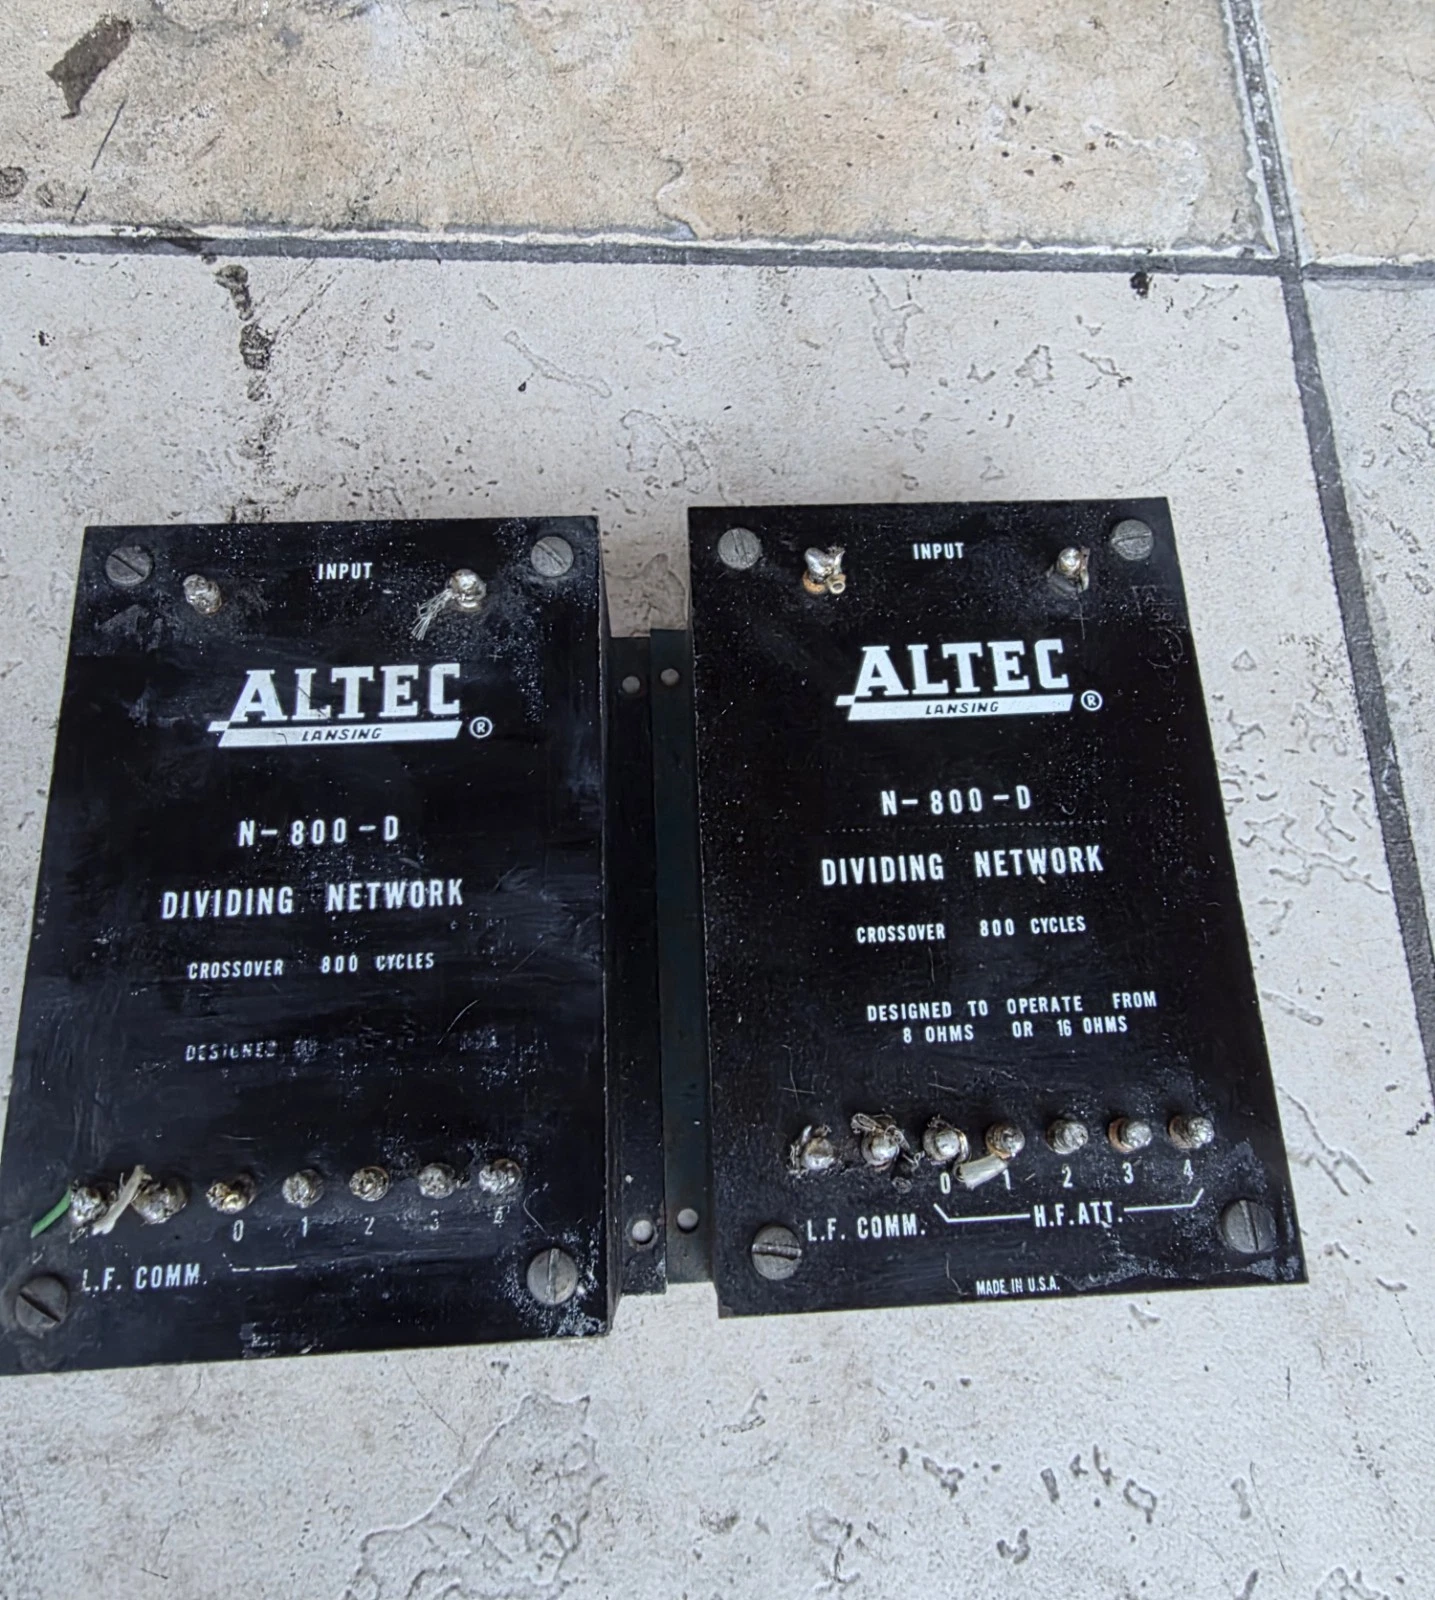 INPUT
ALTEC
LANSING ®
N-800-D
DIVIDING NETWORK
CROSSOVER 800 CYCLES
DESIGNED
0 1 2 3 4
L.F. COMM.
INPUT
ALTEC
LANSING ®
N-800-D
DIVIDING NETWORK
CROSSOVER 800 CYCLES
DESIGNED TO OPERATE FROM
8 OHMS OR 16 OHMS
0 1 2 3 4
L.F. COMM. H.F.ATT.
MADE IN U.S.A.